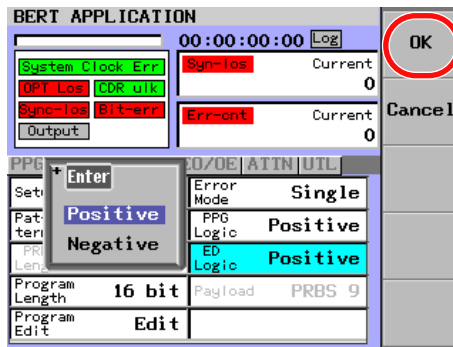 BERT APPLICATION
00:00:00:00 Log
OK
System Clock Err
OPT Los CDR ulk
Sync-los Bit-err
Output
Syn-los Current
0
Err-cnt Current
0
Cancel
PPG EO/OE ATTN UTL
Enter
Positive
Negative
Error Mode Single
PPG Logic Positive
ED Logic Positive
Program Length 16 bit
Payload PRBS 9
Program Edit Edit